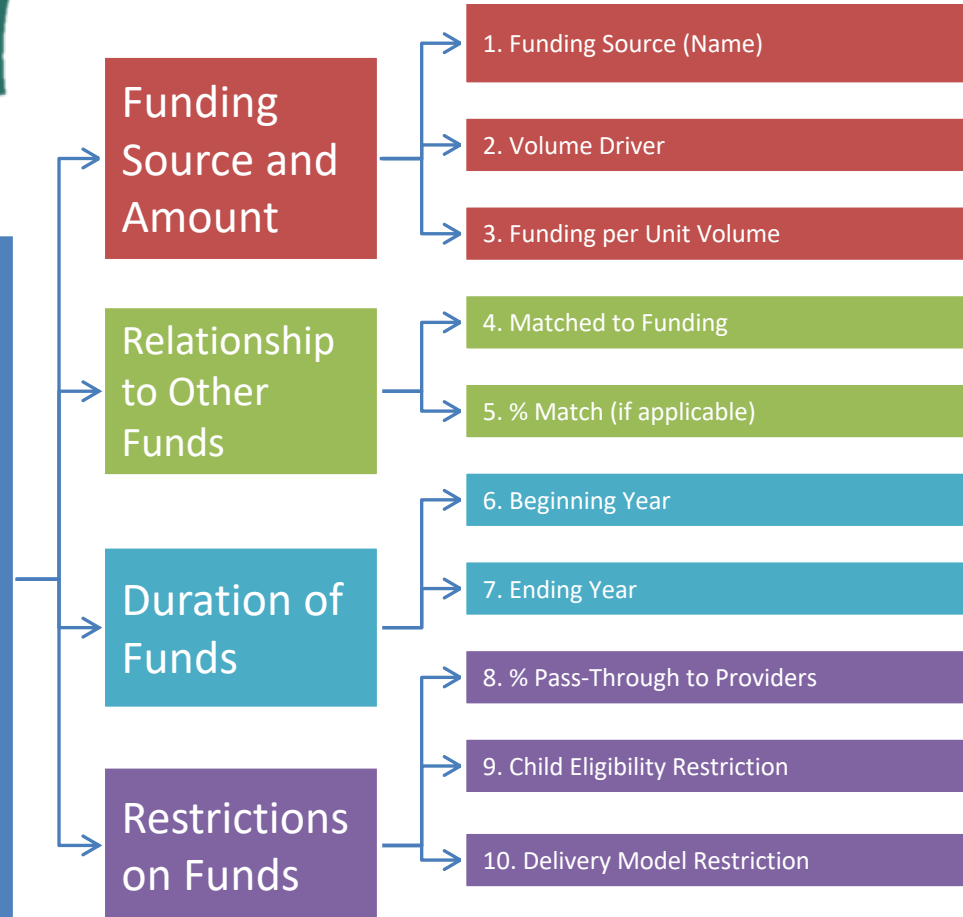 Funding
Source and
Amount
1. Funding Source (Name)
2. Volume Driver
3. Funding per Unit Volume
Relationship
to Other
Funds
4. Matched to Funding
5. % Match (if applicable)
Duration of
Funds
6. Beginning Year
7. Ending Year
Restrictions
on Funds
8. % Pass-Through to Providers
9. Child Eligibility Restriction
10. Delivery Model Restriction